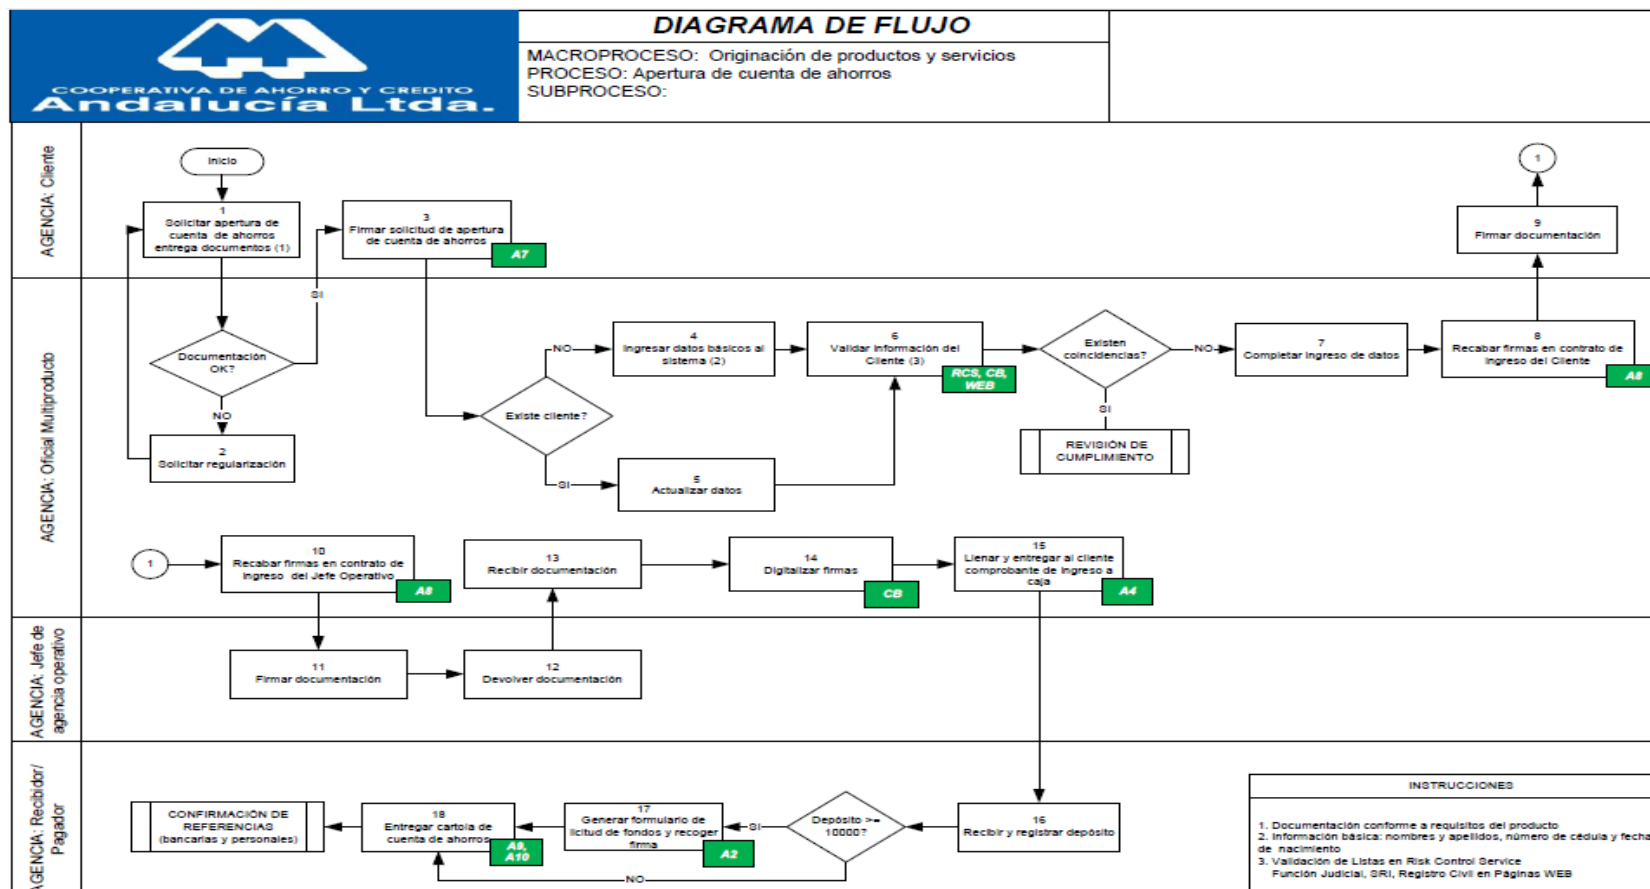 DIAGRAMA DE FLUJO
COOPERATIVA DE AHORRO Y CREDITO
Andalucía Ltda.
MACROPROCESO: Originación de productos y servicios
PROCESO: Apertura de cuenta de ahorros
SUBPROCESO:
AGENCIA: Cliente
Inicio
1
Solicitar apertura de
cuenta de ahorros
entrega documentos (1)
3
Firmar solicitud de apertura
de cuenta de ahorros
A7
1
9
Firmar documentación
SI
AGENCIA: Oficial Multiproducto
Documentación
OK?
NO
2
Solicitar regularización
Existe cliente?
NO
4
Ingresar datos básicos al
sistema (2)
SI
5
Actualizar datos
6
Validar información del
Cliente (3)
RCS, CB,
WEB
Existen
coincidencias?
SI
REVISIÓN DE
CUMPLIMIENTO
NO
7
Completar ingreso de datos
8
Recabar firmas en contrato de
ingreso del Cliente
A8
1
10
Recabar firmas en contrato de
ingreso del Jefe Operativo
A8
13
Recibir documentación
14
Digitalizar firmas
CB
15
Llenar y entregar al cliente
comprobante de ingreso a
caja
A4
AGENCIA: Jefe de
agencia operativo
11
Firmar documentación
12
Devolver documentación
AGENCIA: Recibidor/
Pagador
CONFIRMACIÓN DE
REFERENCIAS
(bancarias y personales)
18
Entregar cartola de
cuenta de ahorros
A9,
A10
17
Generar formulario de
licitud de fondos y recoger
firma
A2
SI
Depósito >=
10000?
NO
16
Recibir y registrar depósito
INSTRUCCIONES
1. Documentación conforme a requisitos del producto
2. Información básica: nombres y apellidos, número de cédula y fecha
de nacimiento
3. Validación de Listas en Risk Control Service
Función Judicial, SRI, Registro Civil en Páginas WEB